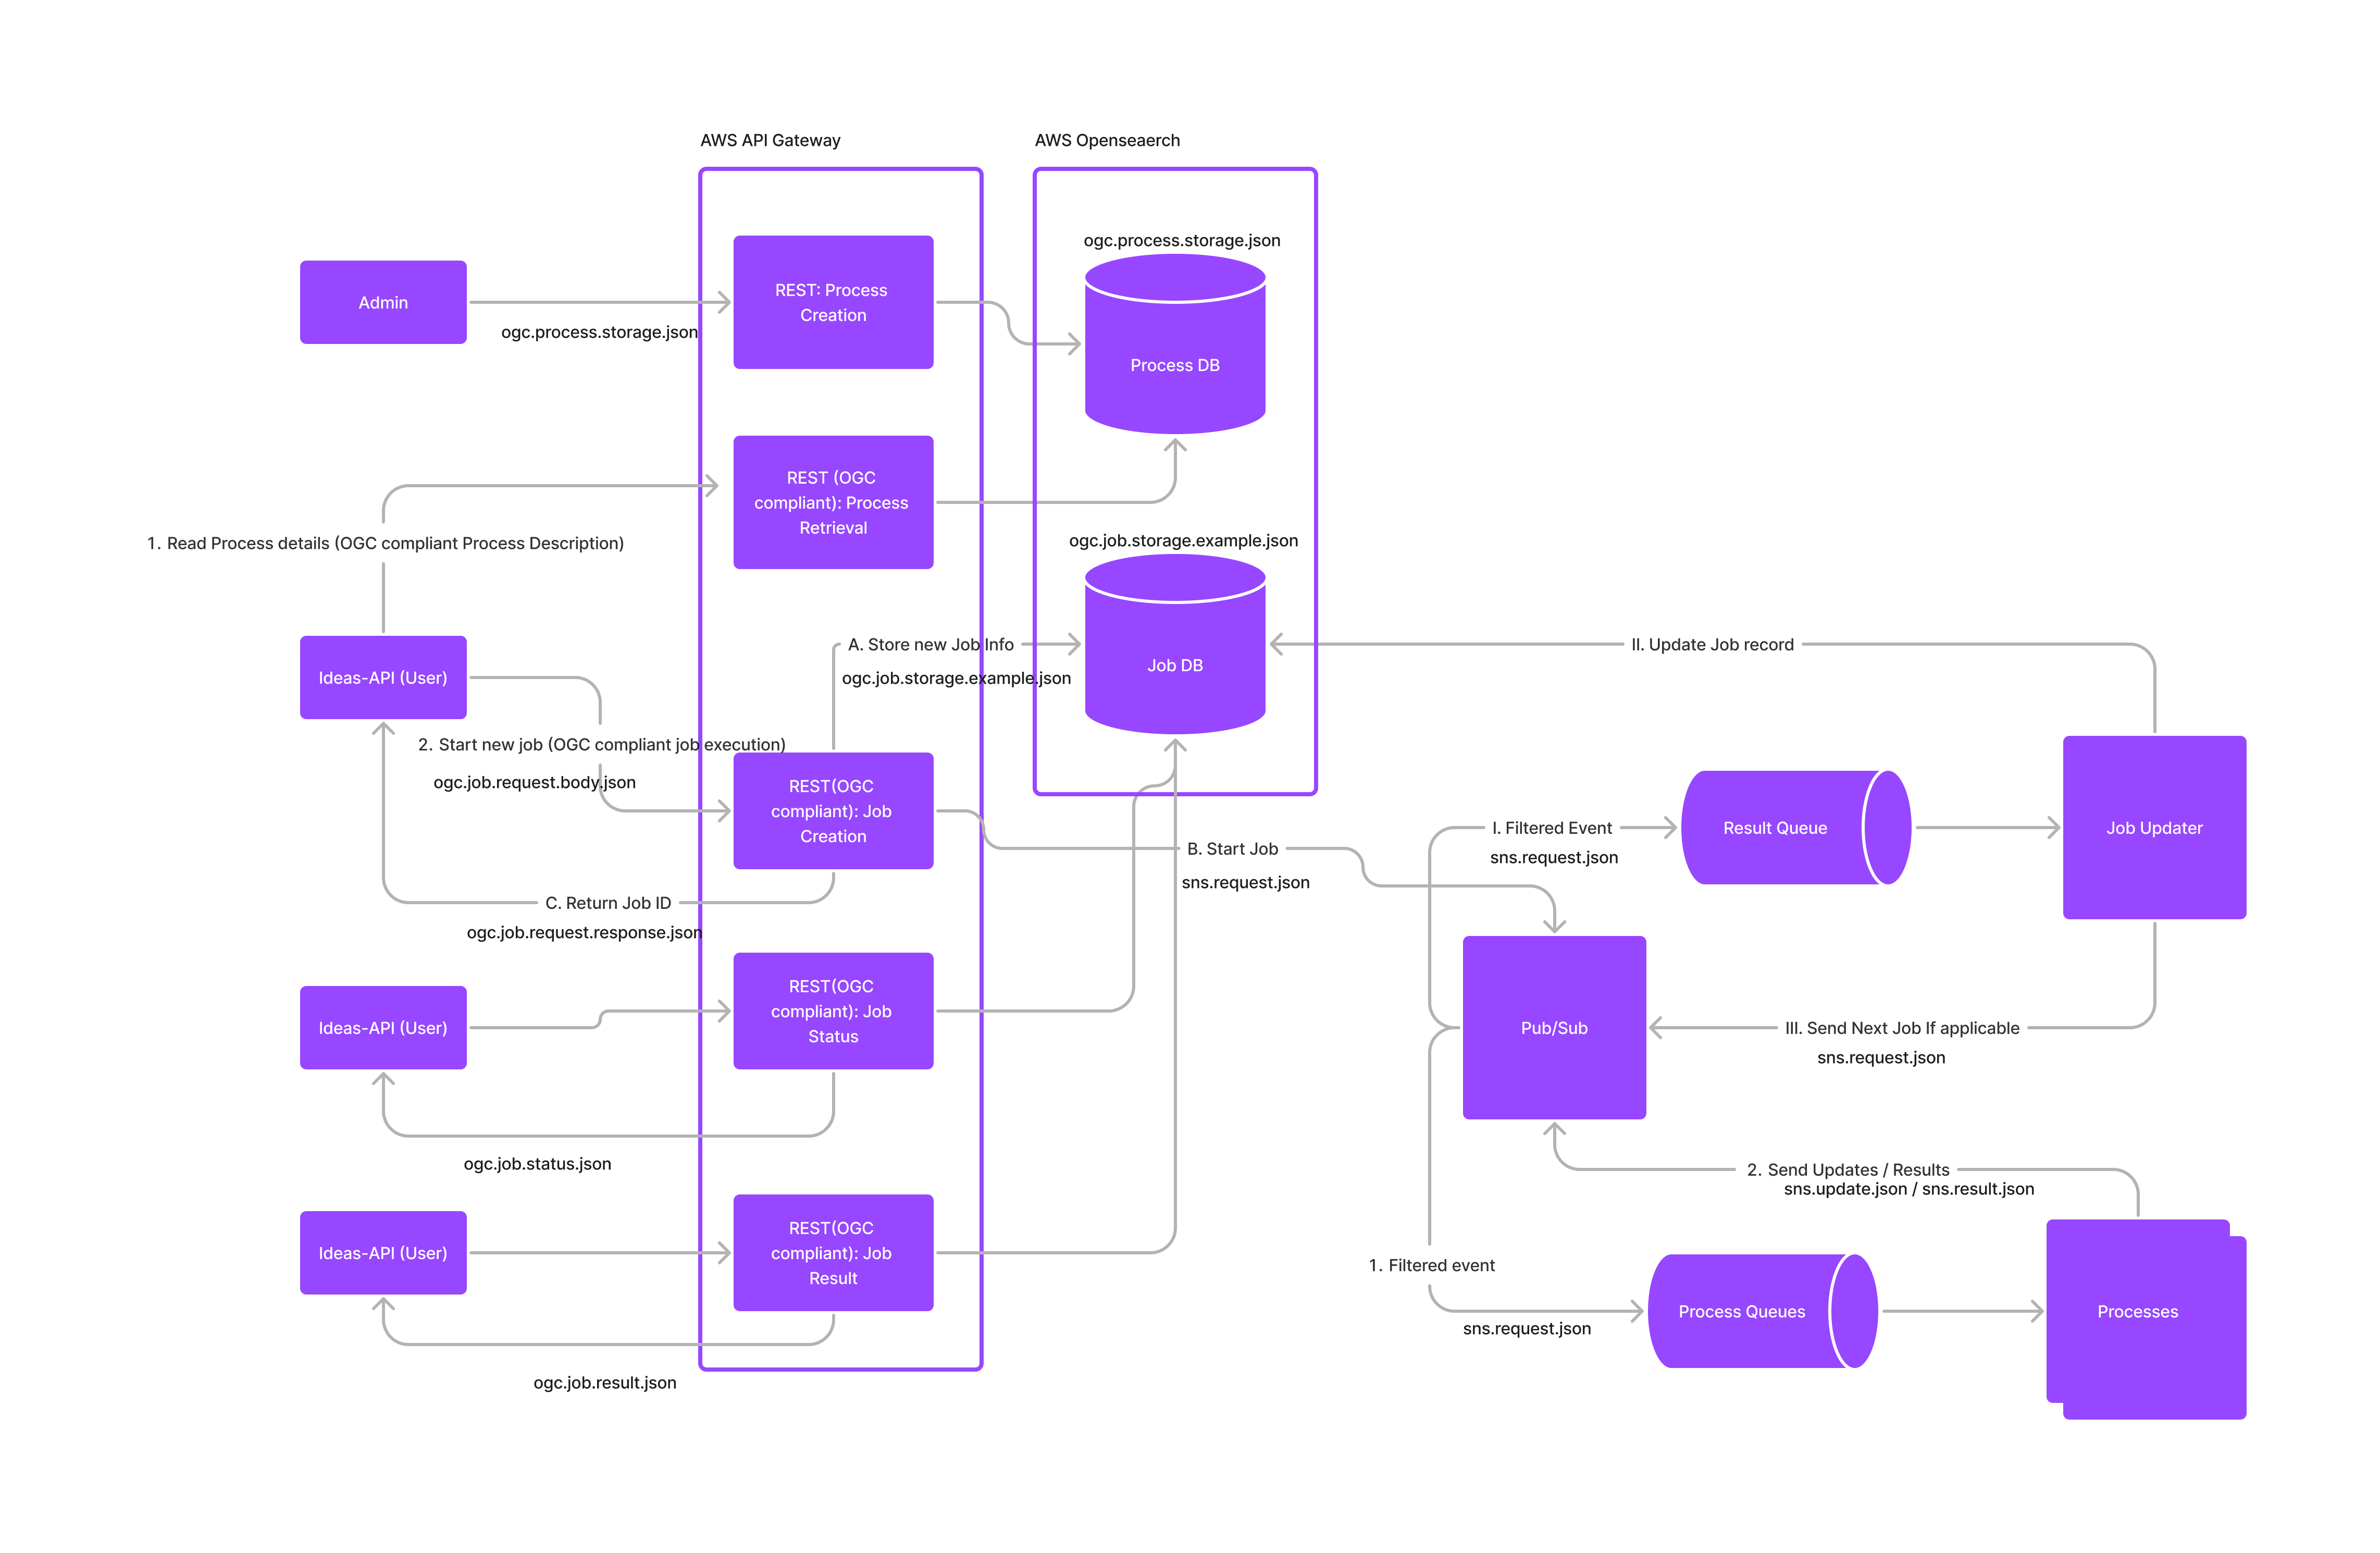 AWS API Gateway
AWS Openseaerch
ogc.process.storage.json
Admin
REST: Process
Creation
ogc.process.storage.json
Process DB
REST (OGC
compliant): Process
Retrieval
1. Read Process details (OGC compliant Process Description)
ogc.job.storage.example.json
A. Store new Job Info
II. Update Job record
Job DB
Ideas-API (User)
ogc.job.storage.example.json
2. Start new job (OGC compliant job execution)
ogc.job.request.body.json
REST(OGC
compliant): Job
Creation
I. Filtered Event
Result Queue
Job Updater
B. Start Job
sns.request.json
sns.request.json
C. Return Job ID
ogc.job.request.response.json
REST(OGC
compliant): Job
Status
Ideas-API (User)
Pub/Sub
III. Send Next Job If applicable
sns.request.json
ogc.job.status.json
2. Send Updates / Results
sns.update.json / sns.result.json
REST(OGC
compliant): Job
Result
Ideas-API (User)
1. Filtered event
Process Queues
Processes
sns.request.json
ogc.job.result.json